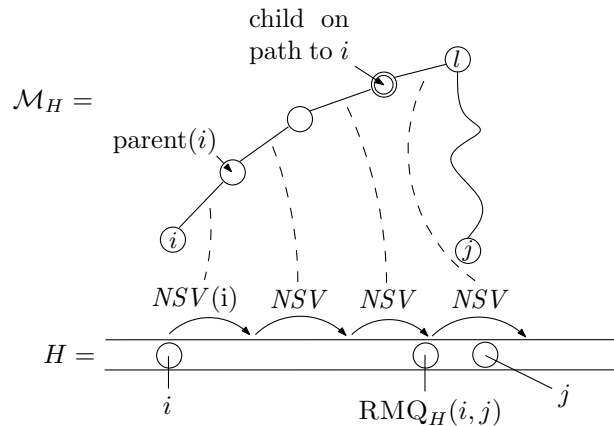 child on
path to i
l
M_H =
parent(i)
i
j
NSV(i) NSV NSV NSV
H =
i
RMQ_H(i, j)
j